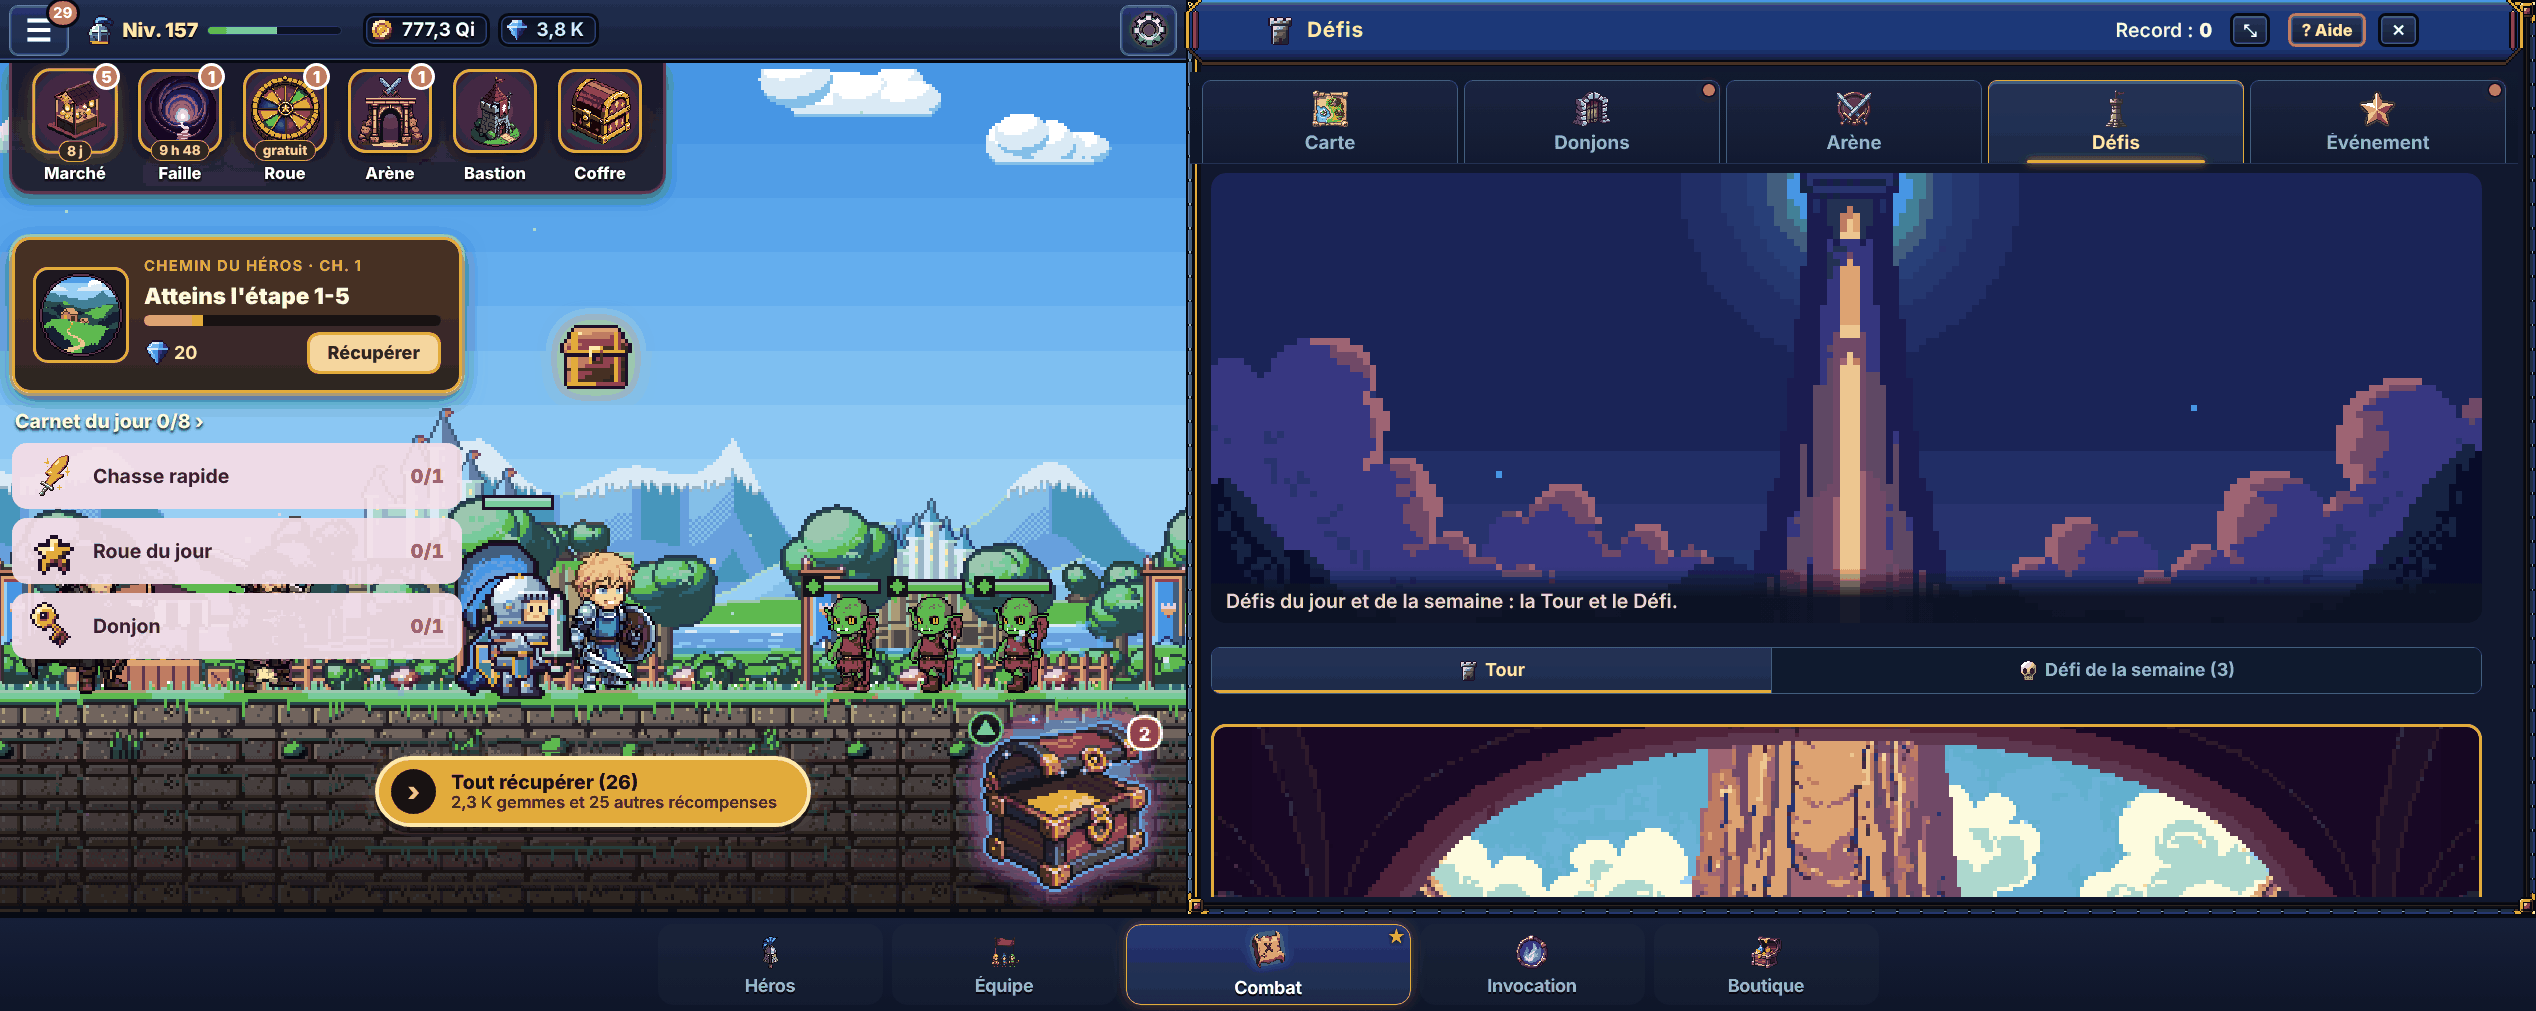 29
Niv. 157
777,3 Qi
3,8 K
5
8 j
Marché
1
9 h 48
Faille
1
gratuit
Roue
1
Arène
Bastion
Coffre
CHEMIN DU HÉROS · CH. 1
Atteins l'étape 1-5
20
Récupérer
Carnet du jour 0/8 ›
Chasse rapide 0/1
Roue du jour 0/1
Donjon 0/1
Tout récupérer (26)
2,3 K gemmes et 25 autres récompenses
2
Défis
Record : 0
? Aide
Carte
Donjons
Arène
Défis
Événement
Défis du jour et de la semaine : la Tour et le Défi.
Tour
Défi de la semaine (3)
Héros
Équipe
Combat
Invocation
Boutique